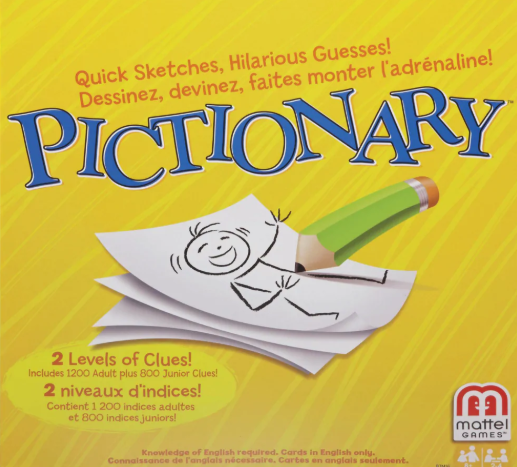 Quick Sketches, Hilarious Guesses!
Dessinez, devinez, faites monter l'adrénaline!
PICTIONARY™
2 Levels of Clues!
Includes 1200 Adult plus 800 Junior Clues!
2 niveaux d'indices!
Contient 1 200 indices adultes
et 800 indices juniors!
mattel
GAMES™
Knowledge of English required. Cards in English only.
Connaissance de l'anglais nécessaire. Cartes en anglais seulement.